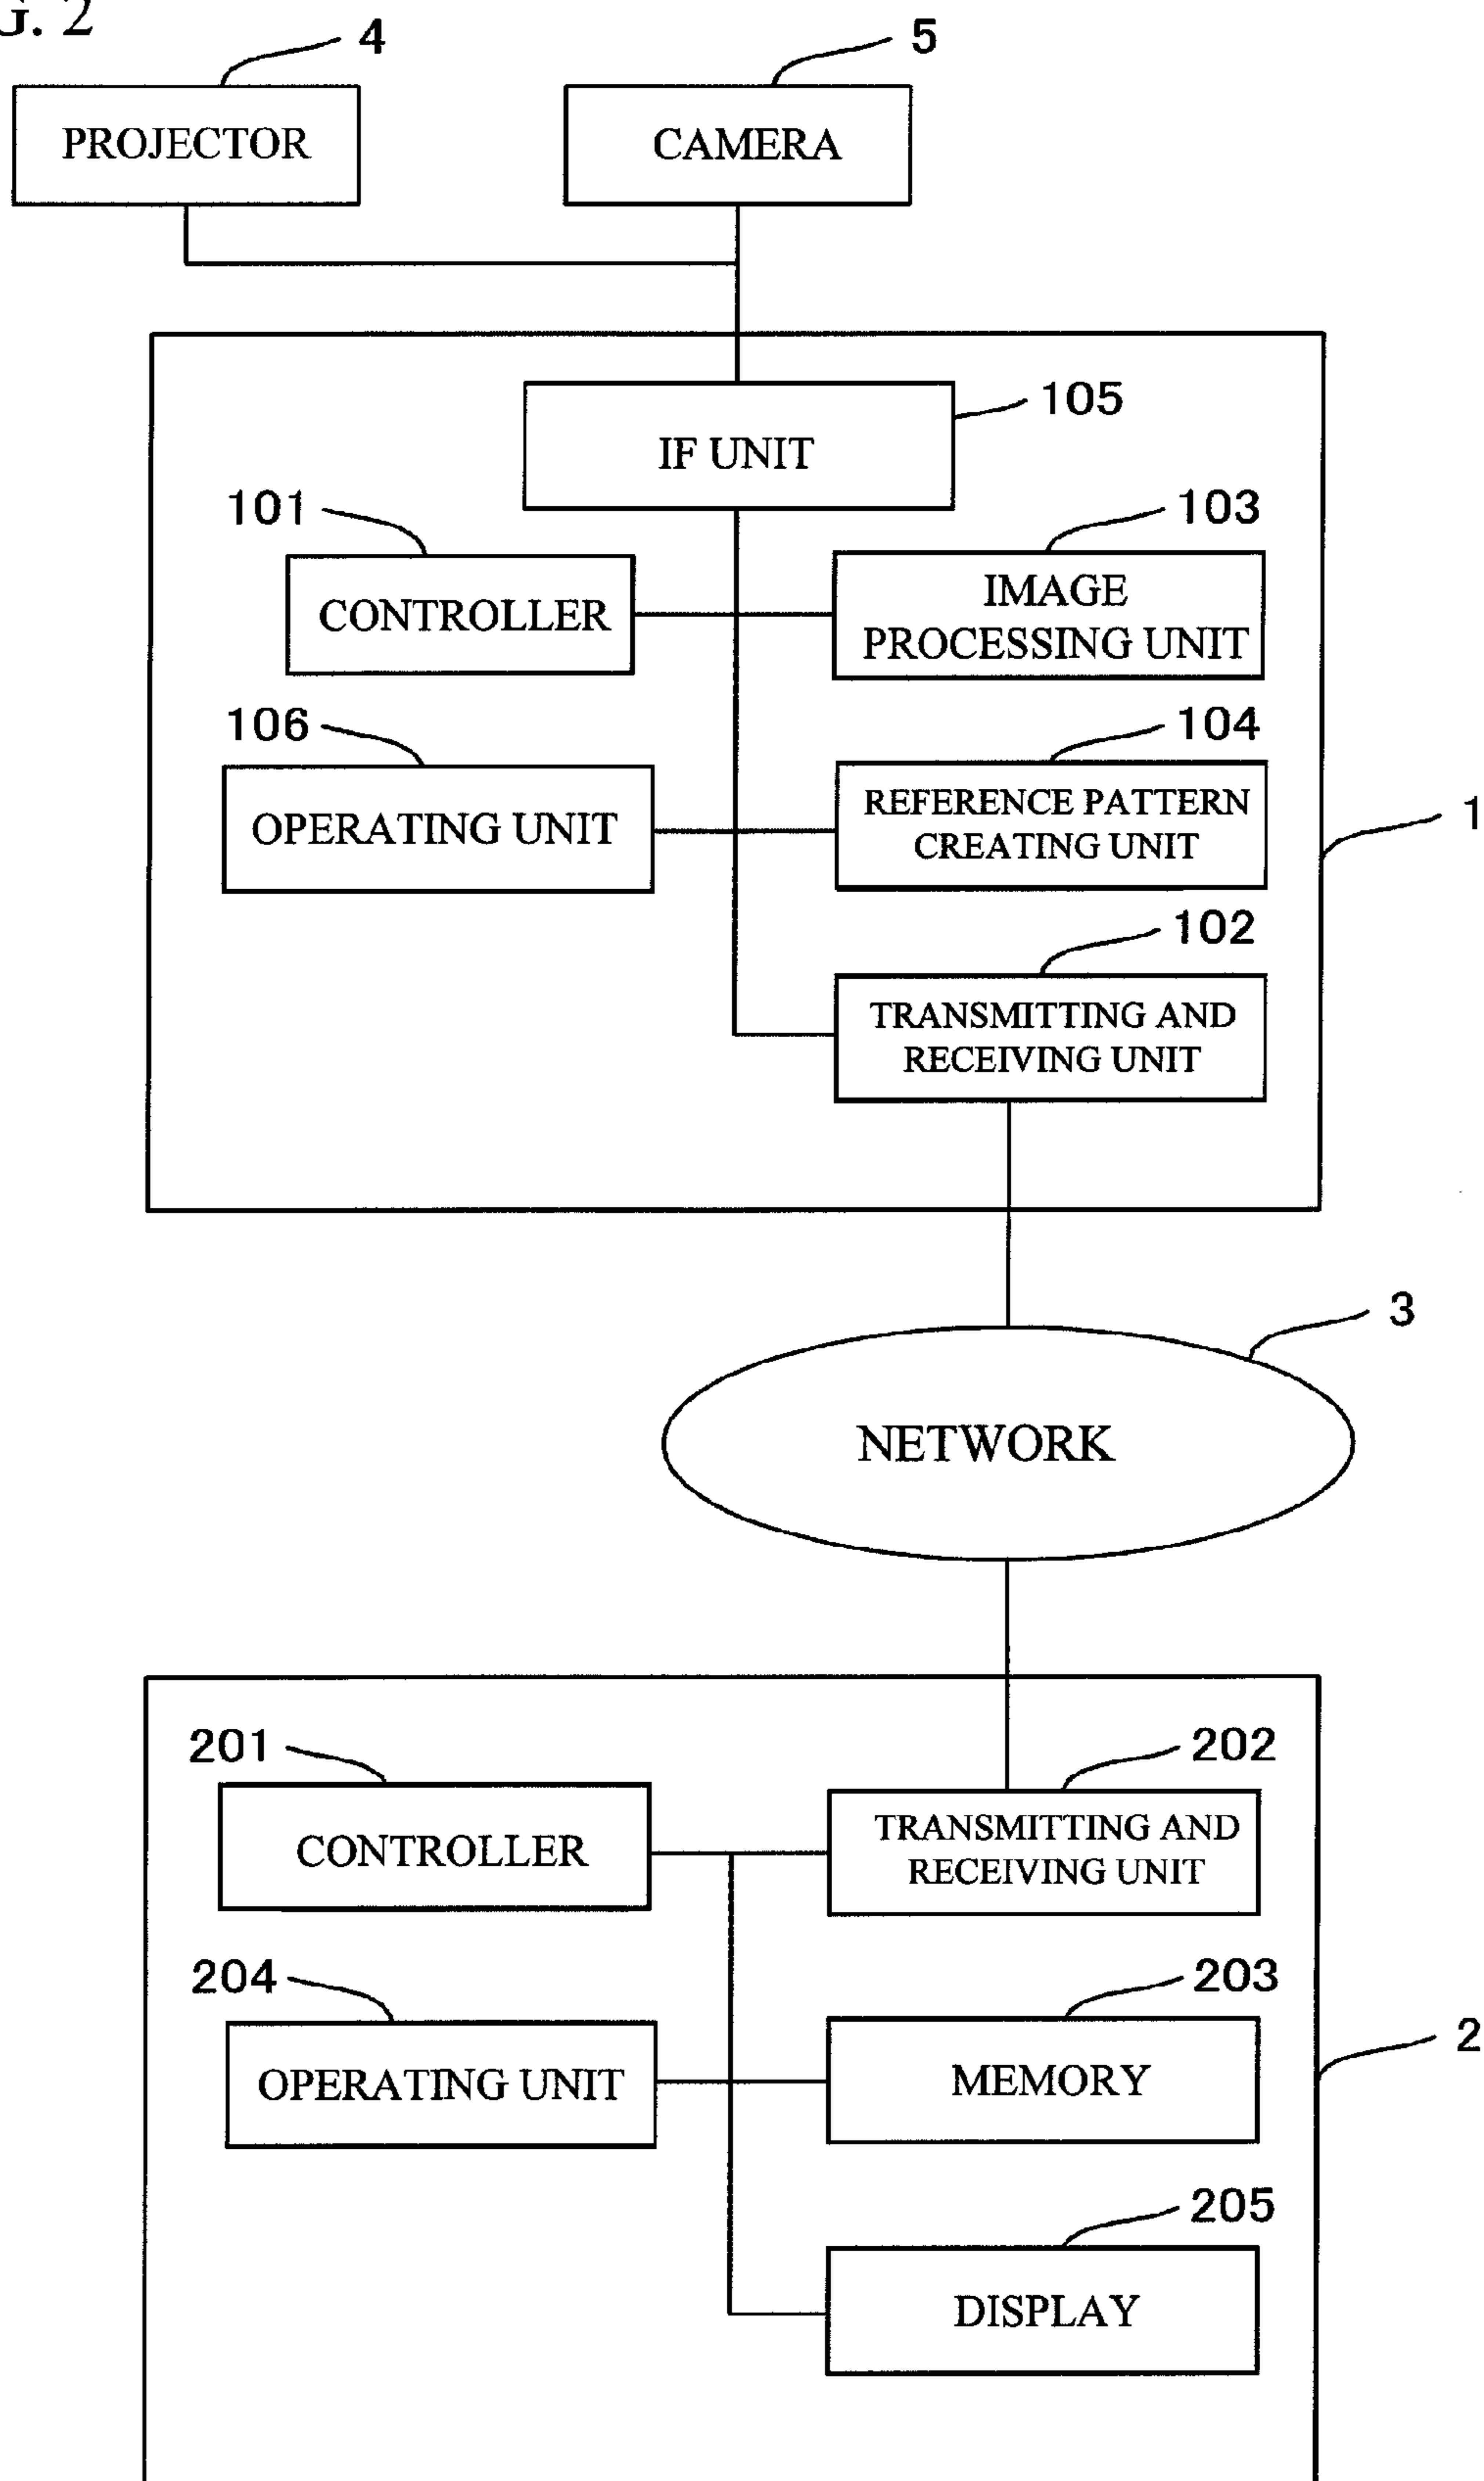 G. 2
4
5
PROJECTOR
CAMERA
105
IF UNIT
101
103
CONTROLLER
IMAGE
PROCESSING UNIT
106
104
OPERATING UNIT
REFERENCE PATTERN
CREATING UNIT
1
102
TRANSMITTING AND
RECEIVING UNIT
3
NETWORK
201
202
CONTROLLER
TRANSMITTING AND
RECEIVING UNIT
204
203
2
OPERATING UNIT
MEMORY
205
DISPLAY